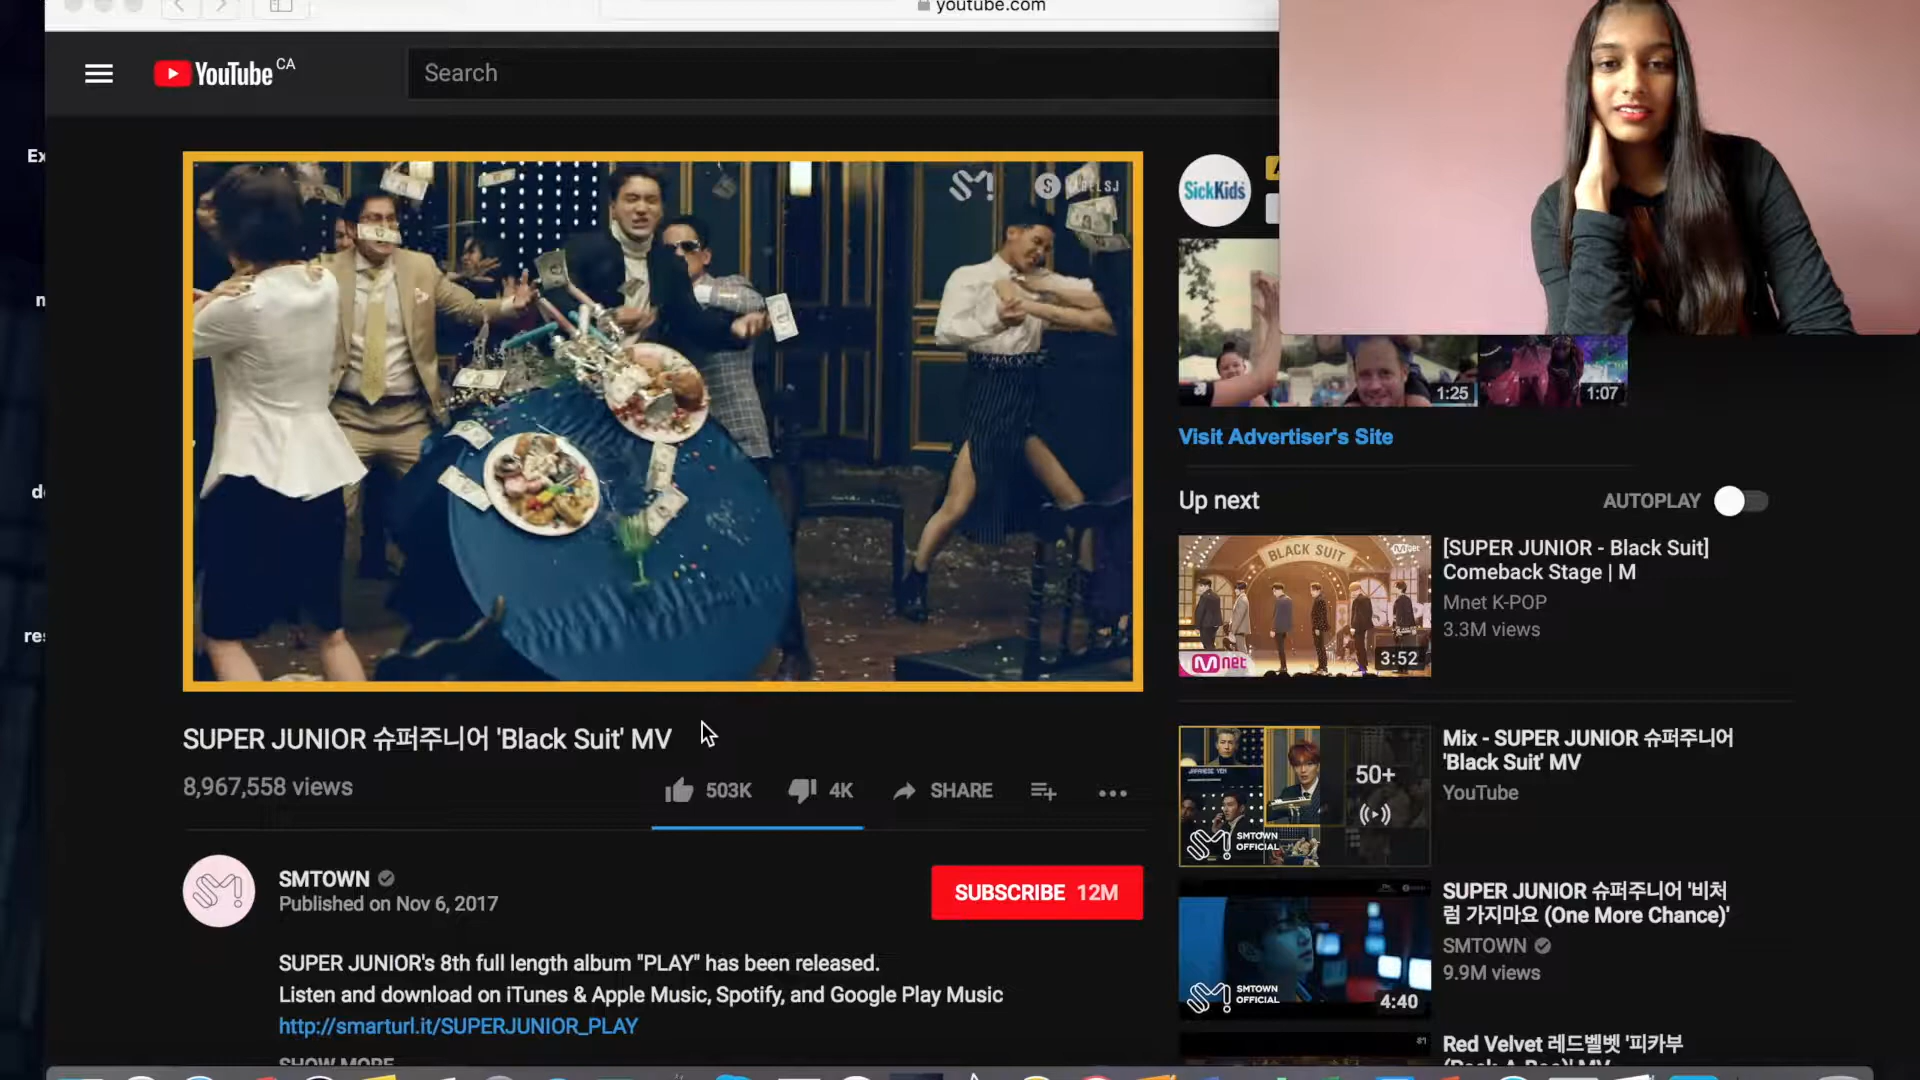 youtube.com
YouTube CA
Search
SickKids
1:25
1:07
Visit Advertiser's Site
Up next
AUTOPLAY
BLACK SUIT
mnet
3:52
[SUPER JUNIOR - Black Suit]
Comeback Stage | M
Mnet K-POP
3.3M views
SUPER JUNIOR 슈퍼주니어 'Black Suit' MV
8,967,558 views
503K
4K
SHARE
50+
SMTOWN
OFFICIAL
Mix - SUPER JUNIOR 슈퍼주니어
'Black Suit' MV
YouTube
SMTOWN
Published on Nov 6, 2017
SUBSCRIBE 12M
SUPER JUNIOR's 8th full length album "PLAY" has been released.
Listen and download on iTunes & Apple Music, Spotify, and Google Play Music
http://smarturl.it/SUPERJUNIOR_PLAY
SHOW MORE
SMTOWN
OFFICIAL
4:40
SUPER JUNIOR 슈퍼주니어 '비처
럼 가지마요 (One More Chance)'
SMTOWN
9.9M views
Red Velvet 레드벨벳 '피카부